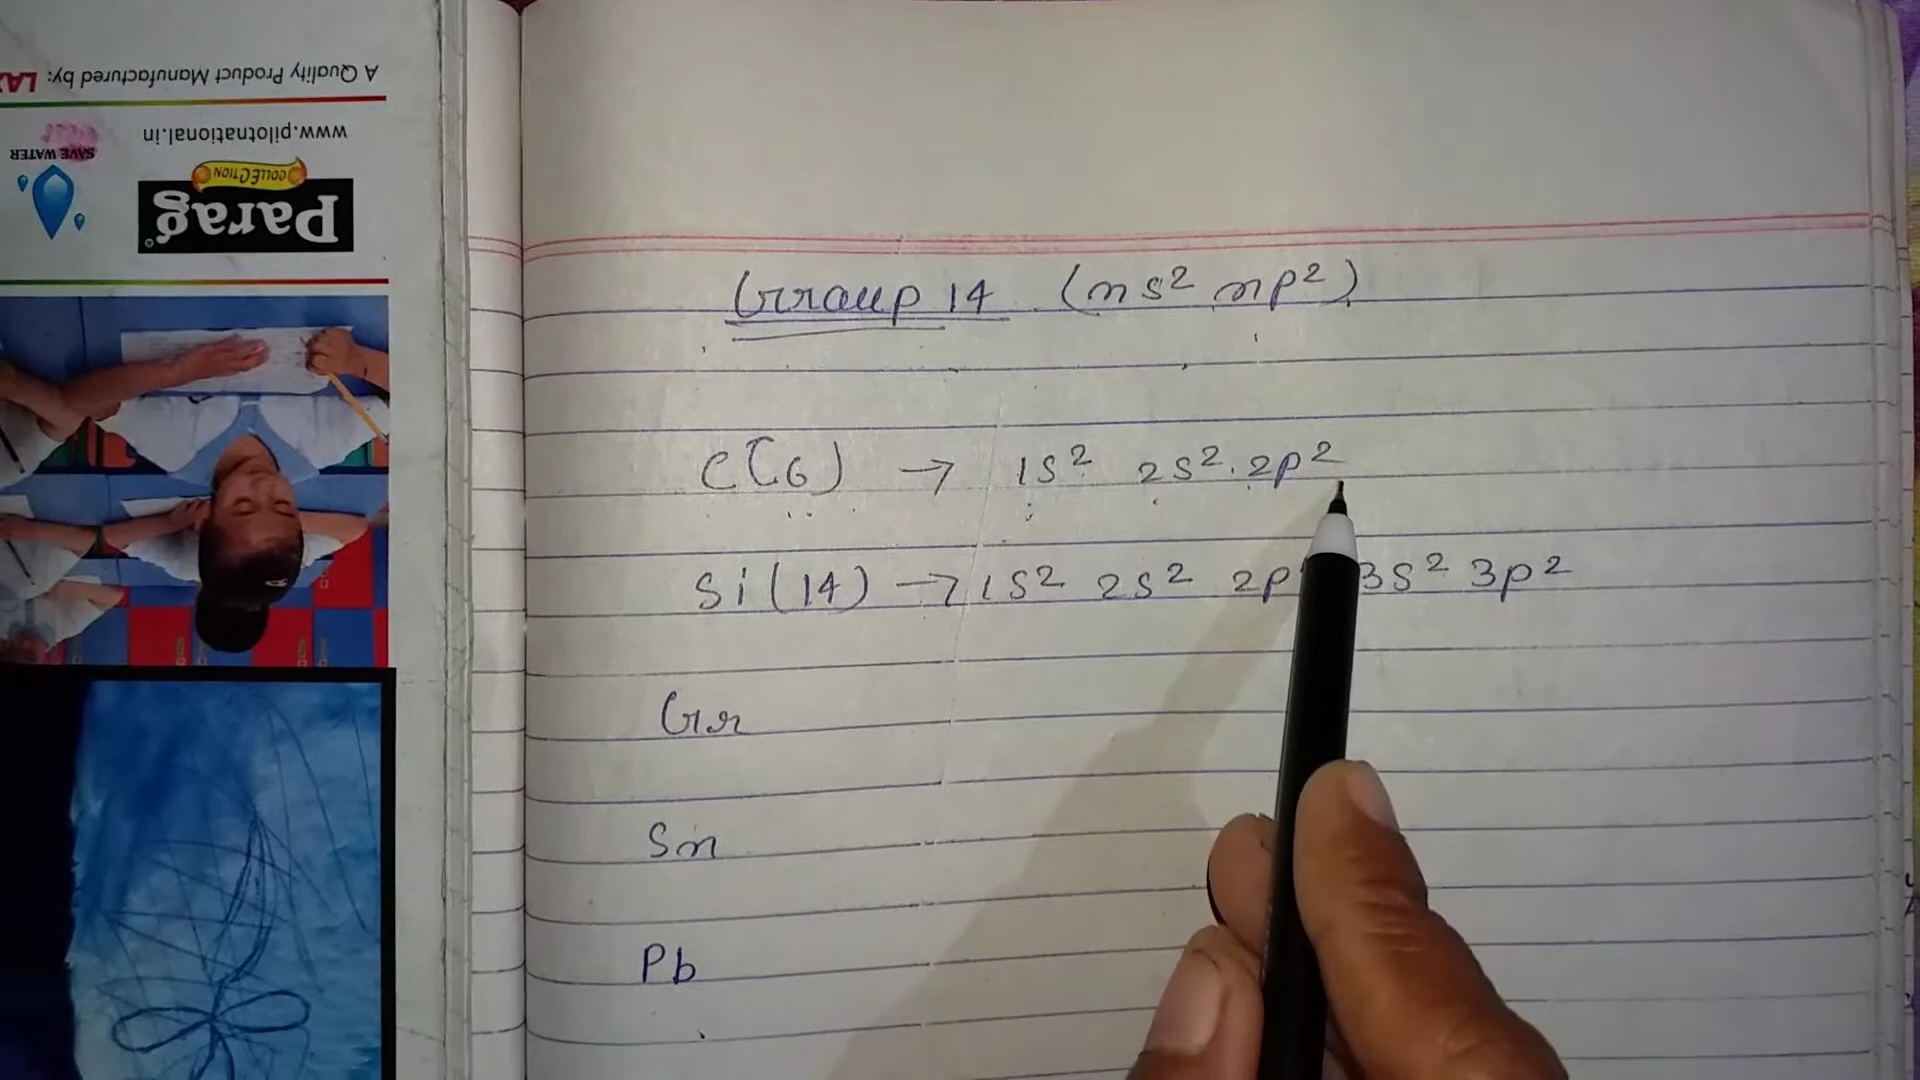 A Quality Product Manufactured by:
www.pilotnational.in
SAVE WATER
COLLECTION
Parag
Group 14 (ns² np²)
C(6) → 1s² 2s² 2p²
Si(14) → 1s² 2s² 2p 3s² 3p²
Ge
Sn
Pb